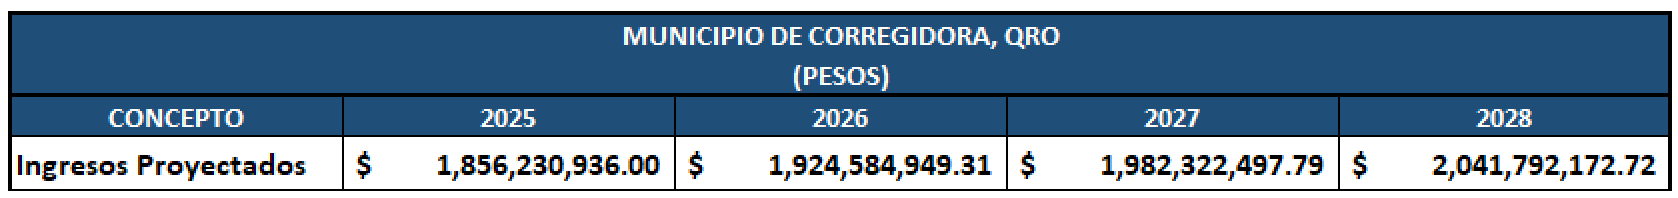 MUNICIPIO DE CORREGIDORA, QRO
(PESOS)
CONCEPTO 2025 2026 2027 2028
Ingresos Proyectados $ 1,856,230,936.00 $ 1,924,584,949.31 $ 1,982,322,497.79 $ 2,041,792,172.72